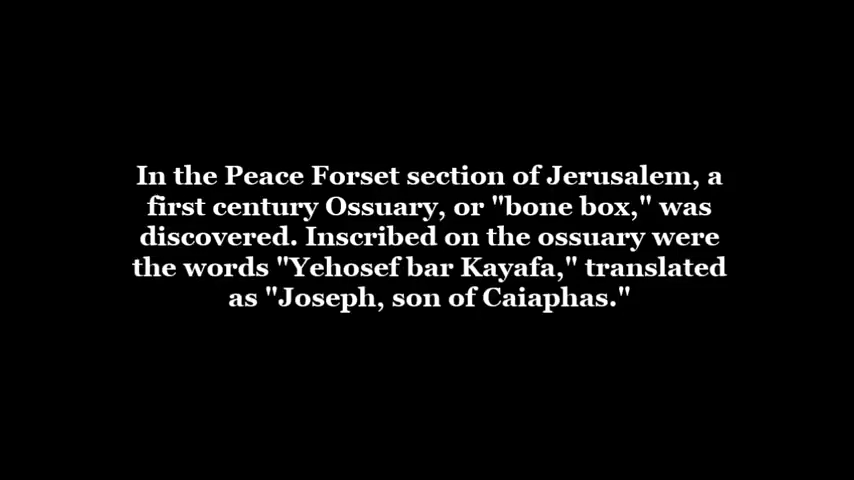 In the Peace Forset section of Jerusalem, a
first century Ossuary, or "bone box," was
discovered. Inscribed on the ossuary were
the words "Yehosef bar Kayafa," translated
as "Joseph, son of Caiaphas."